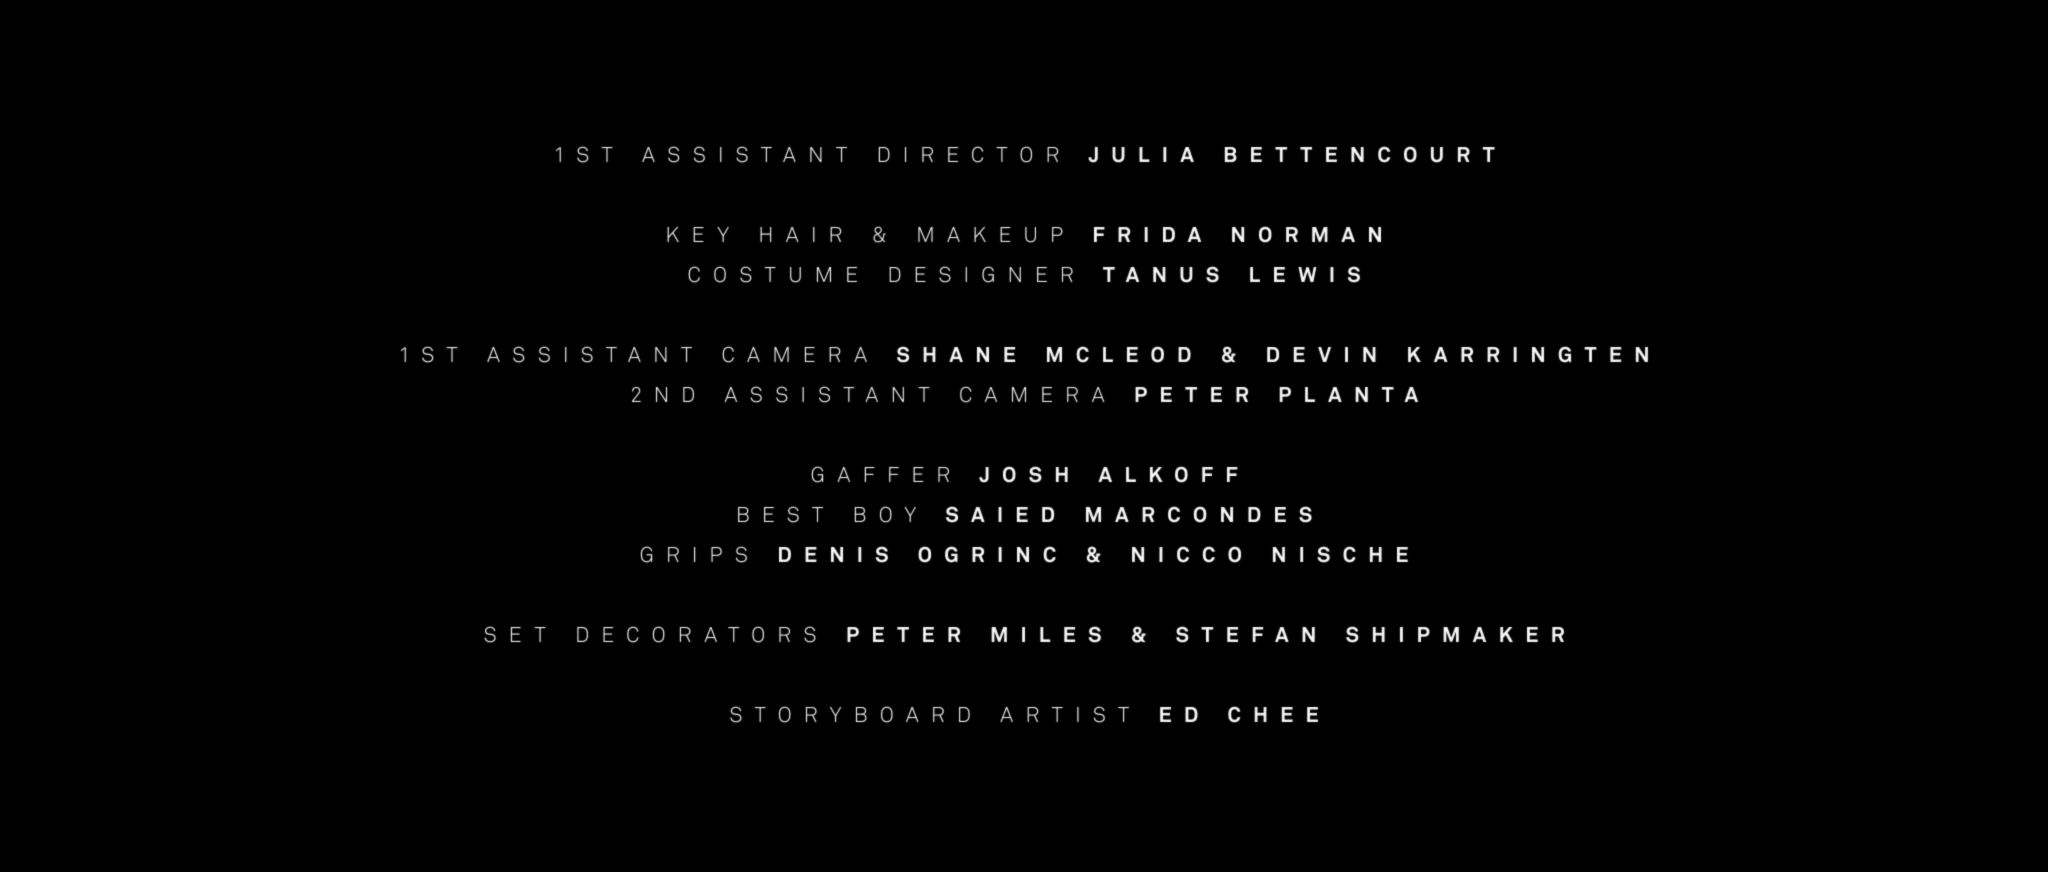 1ST ASSISTANT DIRECTOR JULIA BETTENCOURT
KEY HAIR & MAKEUP FRIDA NORMAN
COSTUME DESIGNER TANUS LEWIS
1ST ASSISTANT CAMERA SHANE MCLEOD & DEVIN KARRINGTEN
2ND ASSISTANT CAMERA PETER PLANTA
GAFFER JOSH ALKOFF
BEST BOY SAIED MARCONDES
GRIPS DENIS OGRINC & NICCO NISCHE
SET DECORATORS PETER MILES & STEFAN SHIPMAKER
STORYBOARD ARTIST ED CHEE